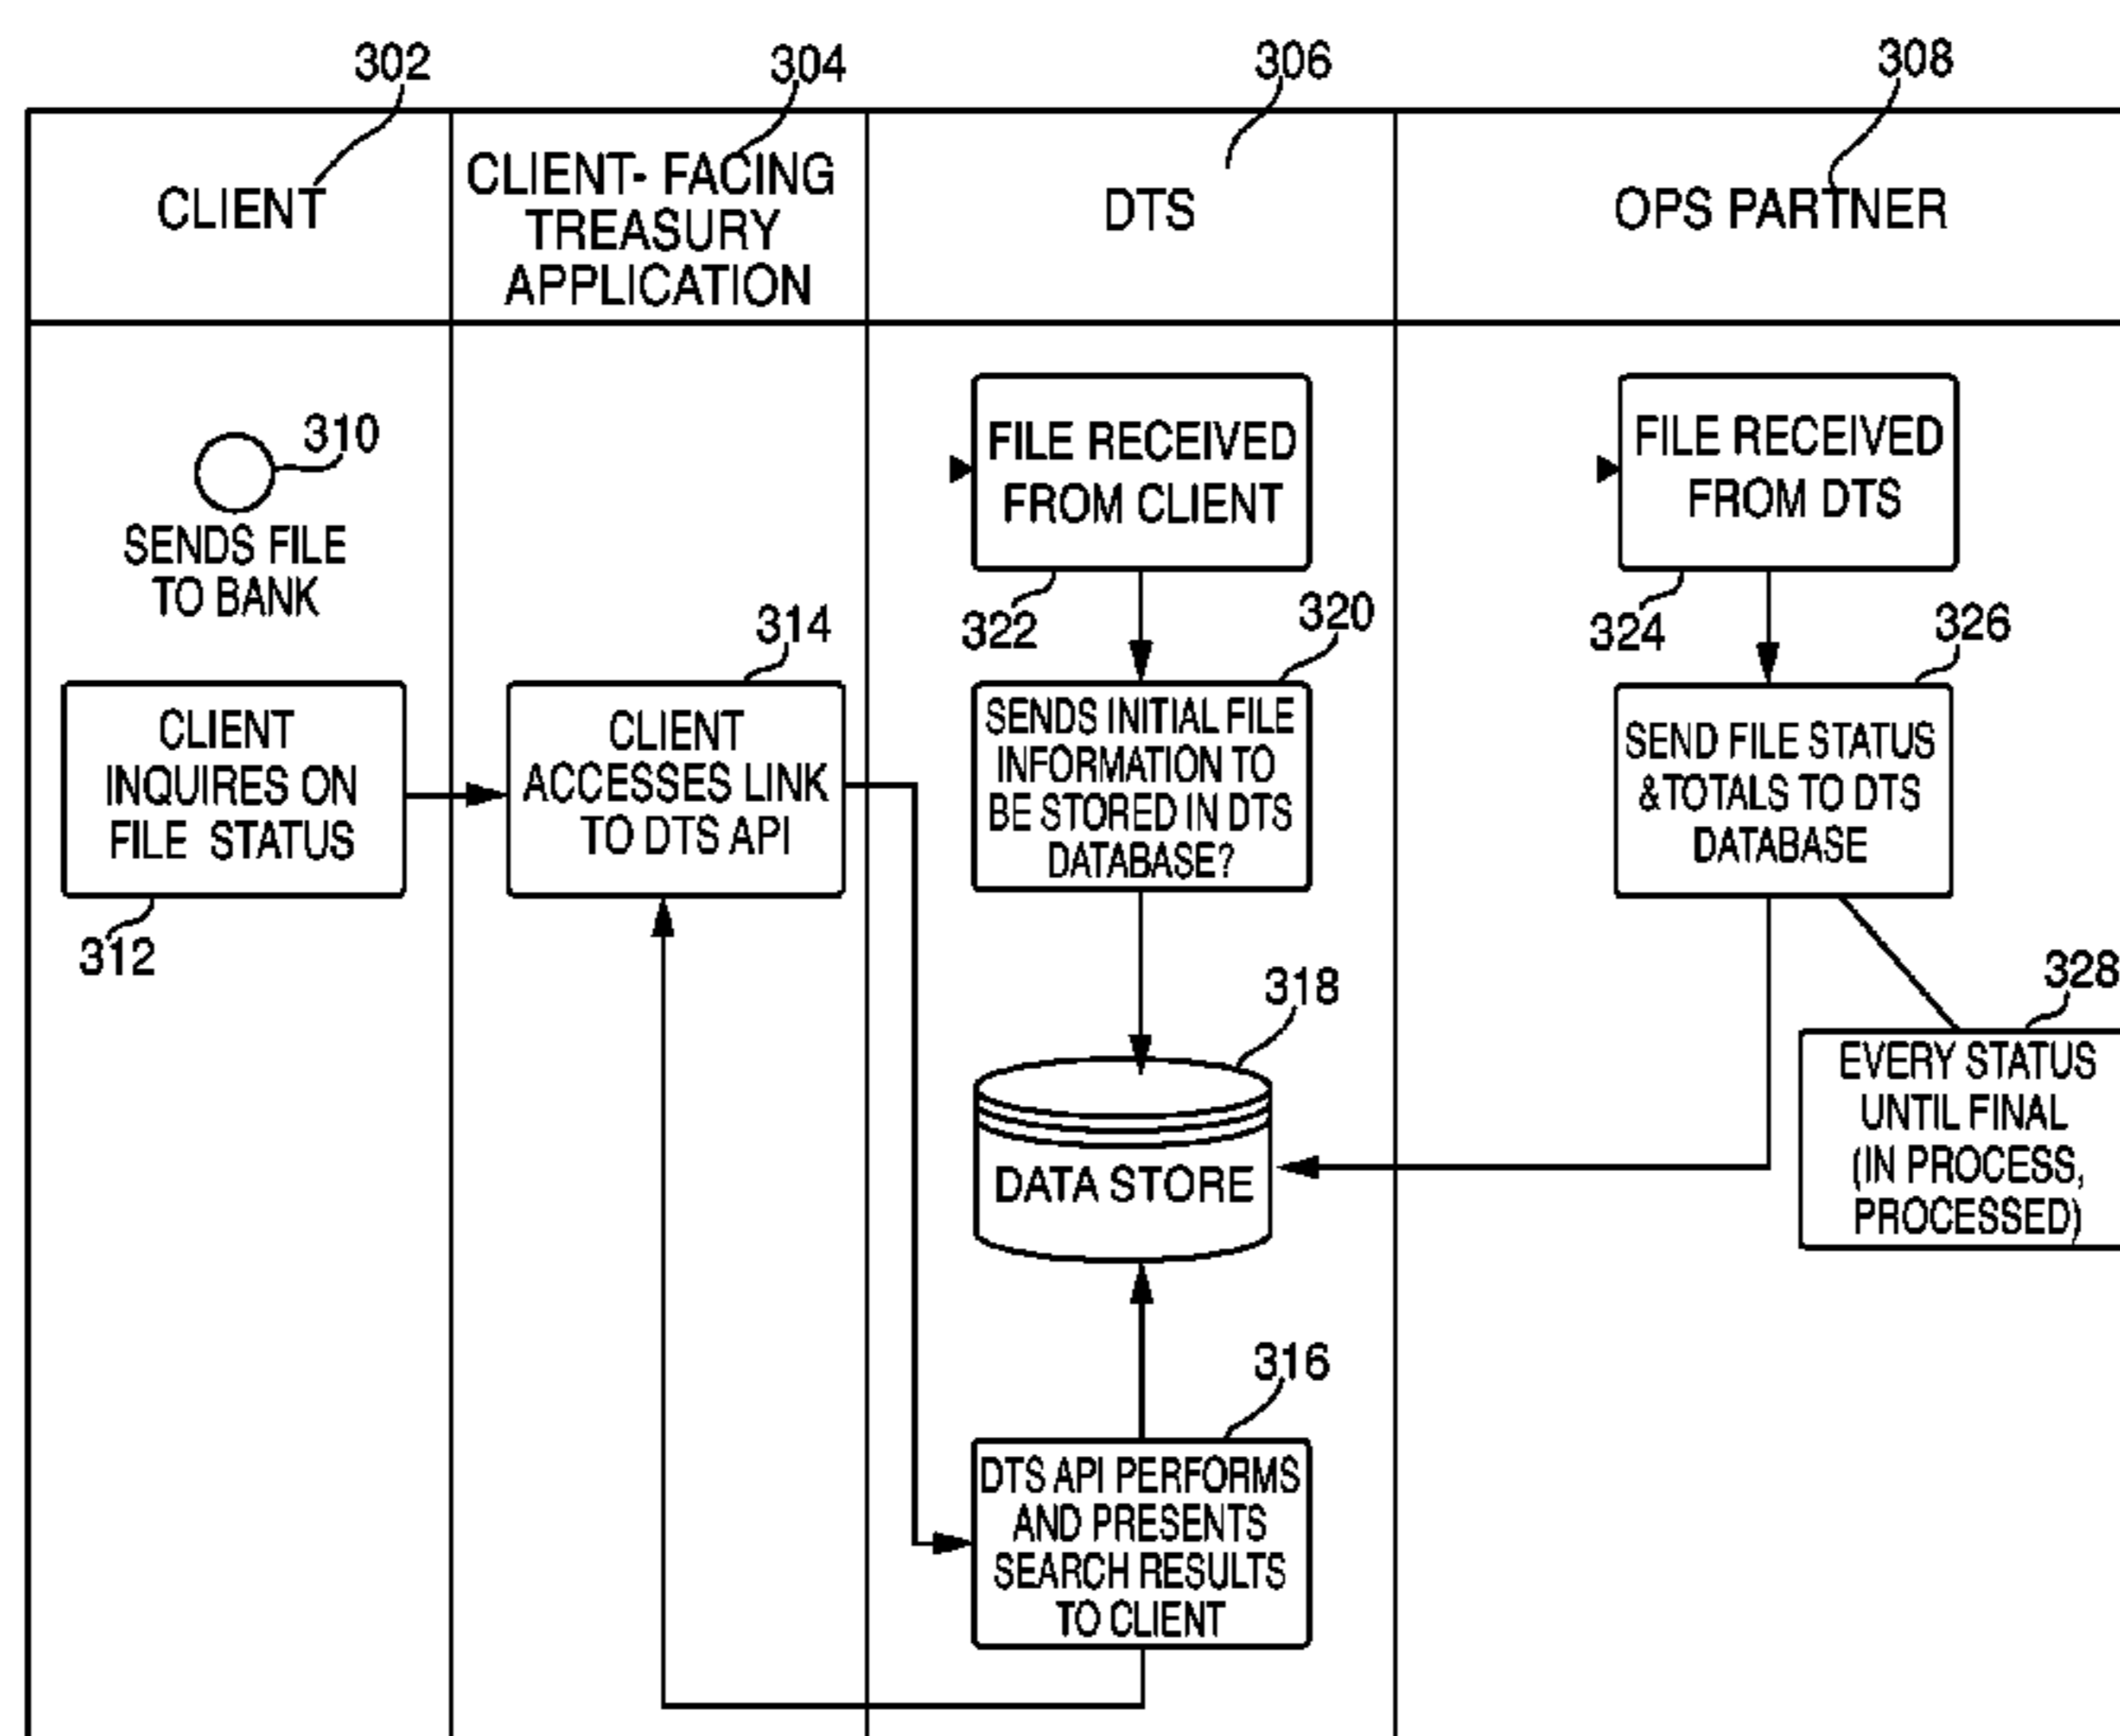 302
304
306
308
CLIENT
CLIENT- FACING
TREASURY
APPLICATION
DTS
OPS PARTNER
310
SENDS FILE
TO BANK
FILE RECEIVED
FROM CLIENT
322
FILE RECEIVED
FROM DTS
324
CLIENT
INQUIRES ON
FILE STATUS
312
314
CLIENT
ACCESSES LINK
TO DTS API
320
SENDS INITIAL FILE
INFORMATION TO
BE STORED IN DTS
DATABASE?
326
SEND FILE STATUS
&TOTALS TO DTS
DATABASE
318
DATA STORE
328
EVERY STATUS
UNTIL FINAL
(IN PROCESS,
PROCESSED)
316
DTS API PERFORMS
AND PRESENTS
SEARCH RESULTS
TO CLIENT